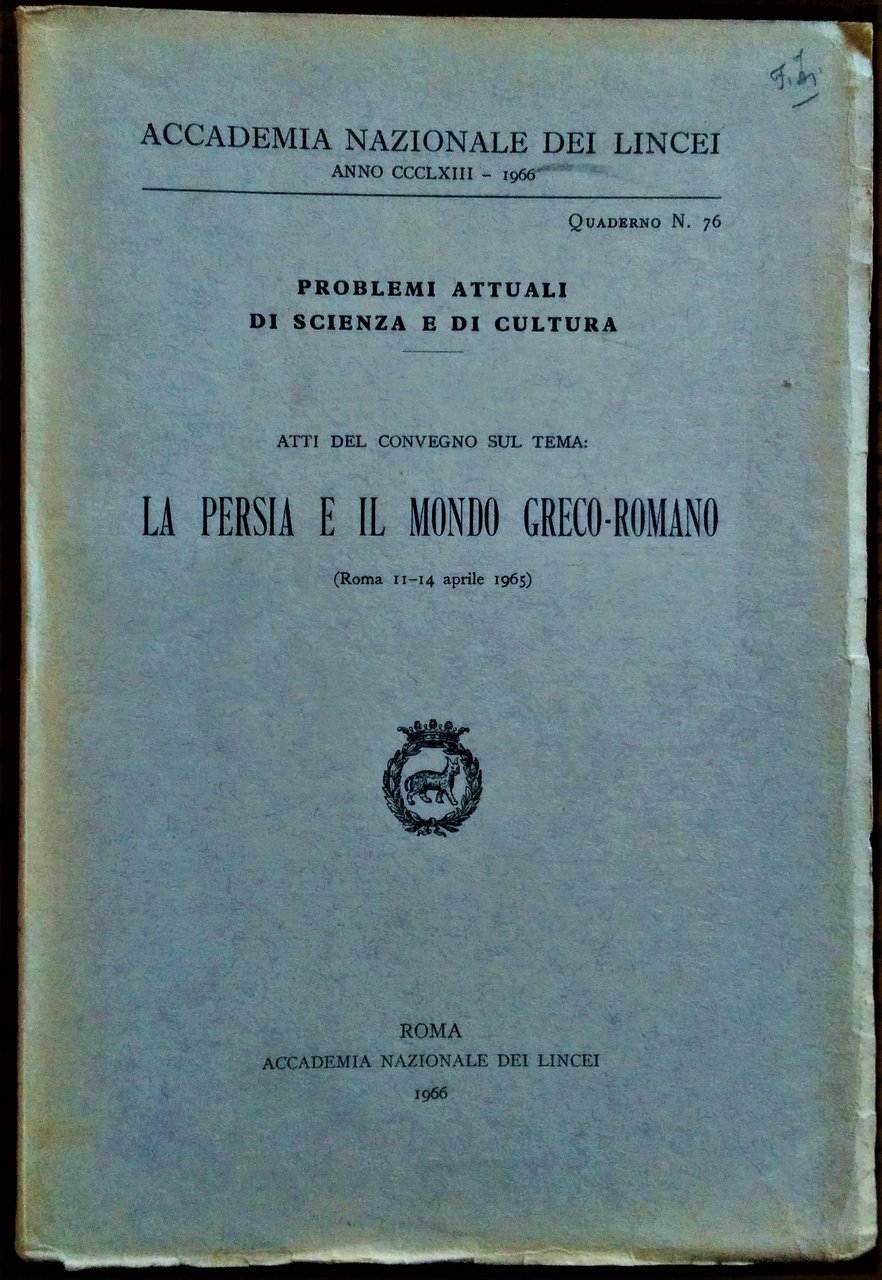 ACCADEMIA NAZIONALE DEI LINCEI
ANNO CCCLXIII – 1966
QUADERNO N. 76
PROBLEMI ATTUALI
DI SCIENZA E DI CULTURA
ATTI DEL CONVEGNO SUL TEMA:
LA PERSIA E IL MONDO GRECO-ROMANO
(Roma 11–14 aprile 1965)
ROMA
ACCADEMIA NAZIONALE DEI LINCEI
1966